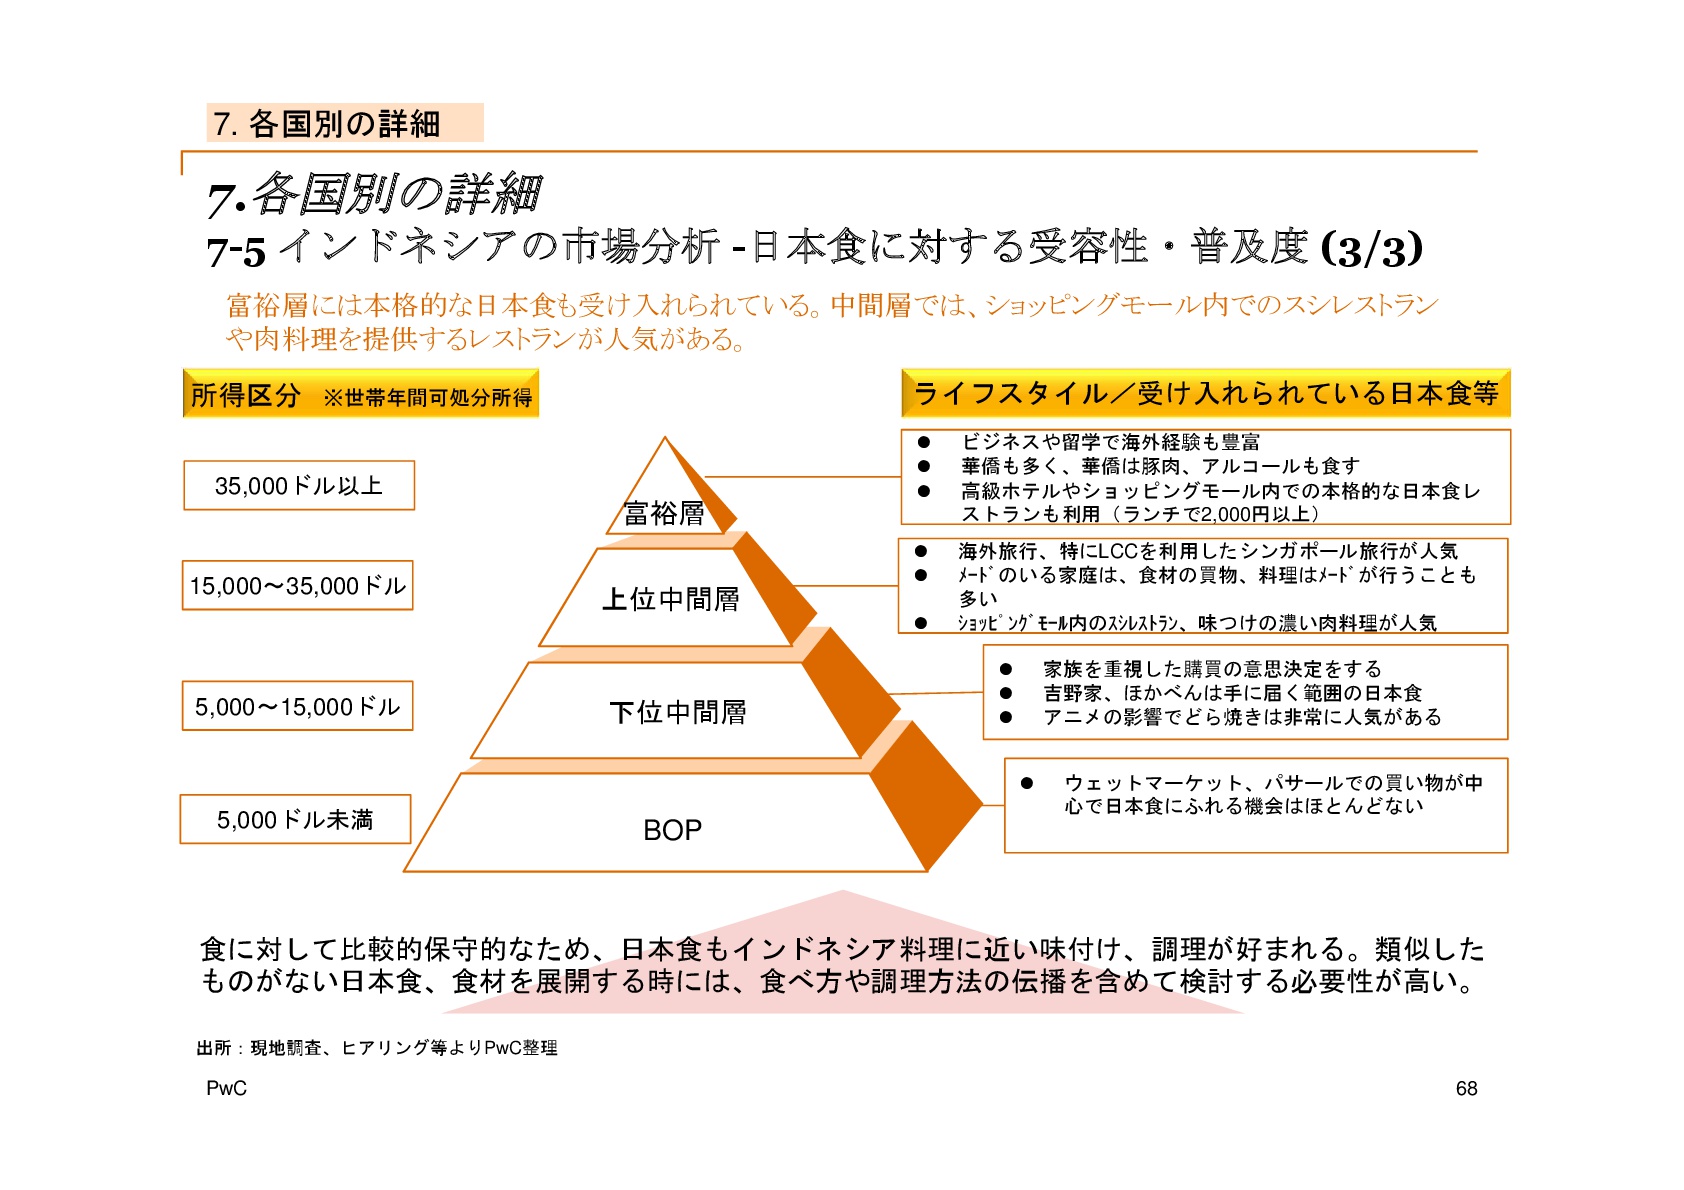 7. 各国別の詳細
7.各国別の詳細
7-5 インドネシアの市場分析 -日本食に対する受容性・普及度 (3/3)
富裕層には本格的な日本食も受け入れられている。中間層では、ショッピングモール内でのスシレストラン
や肉料理を提供するレストランが人気がある。
所得区分 ※世帯年間可処分所得
ライフスタイル／受け入れられている日本食等
35,000ドル以上
富裕層
● ビジネスや留学で海外経験も豊富
● 華僑も多く、華僑は豚肉、アルコールも食す
● 高級ホテルやショッピングモール内での本格的な日本食レ
ストランも利用（ランチで2,000円以上）
15,000～35,000ドル
上位中間層
● 海外旅行、特にLCCを利用したシンガポール旅行が人気
● ﾒｰﾄﾞのいる家庭は、食材の買物、料理はﾒｰﾄﾞが行うことも
多い
● ｼｮｯﾋﾟﾝｸﾞﾓｰﾙ内のｽｼﾚｽﾄﾗﾝ、味つけの濃い肉料理が人気
5,000～15,000ドル
下位中間層
● 家族を重視した購買の意思決定をする
● 吉野家、ほかべんは手に届く範囲の日本食
● アニメの影響でどら焼きは非常に人気がある
5,000ドル未満
BOP
● ウェットマーケット、パサールでの買い物が中
心で日本食にふれる機会はほとんどない
食に対して比較的保守的なため、日本食もインドネシア料理に近い味付け、調理が好まれる。類似した
ものがない日本食、食材を展開する時には、食べ方や調理方法の伝播を含めて検討する必要性が高い。
出所：現地調査、ヒアリング等よりPwC整理
PwC
68